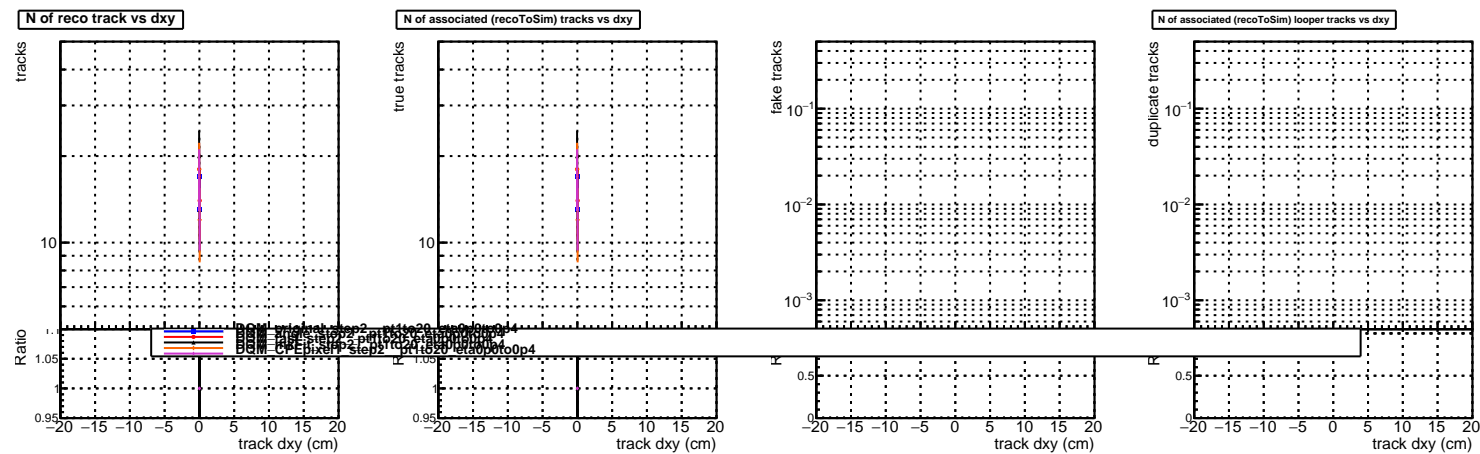 N of reco track vs dxy
tracks
10
Ratio
1.05
1
0.95
−20 −15 −10 −5 0 5 10 15 20
track dxy (cm)
N of associated (recoToSim) tracks vs dxy
true tracks
10
1.05
1
0.95
−20 −15 −10 −5 0 5 10 15 20
track dxy (cm)
fake tracks
10−1
10−2
10−3
0.5
0
−20 −15 −10 −5 0 5 10 15 20
track dxy (cm)
N of associated (recoToSim) looper tracks vs dxy
duplicate tracks
10−1
10−2
10−3
0.5
0
−20 −15 −10 −5 0 5 10 15 20
track dxy (cm)
step2 pt1to20 eta0p0to0p4